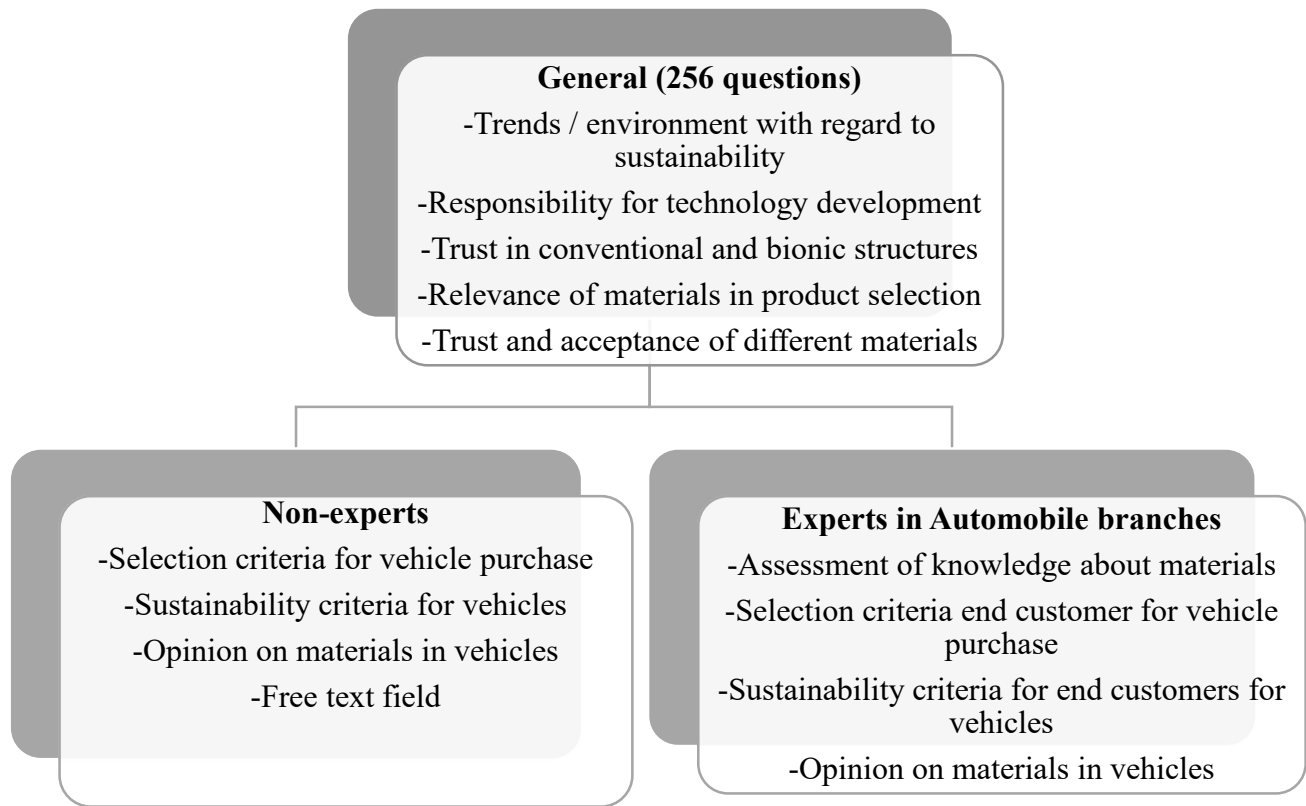 General (256 questions)
-Trends / environment with regard to
sustainability
-Responsibility for technology development
-Trust in conventional and bionic structures
-Relevance of materials in product selection
-Trust and acceptance of different materials
Non-experts
-Selection criteria for vehicle purchase
-Sustainability criteria for vehicles
-Opinion on materials in vehicles
-Free text field
Experts in Automobile branches
-Assessment of knowledge about materials
-Selection criteria end customer for vehicle
purchase
-Sustainability criteria for end customers for
vehicles
-Opinion on materials in vehicles